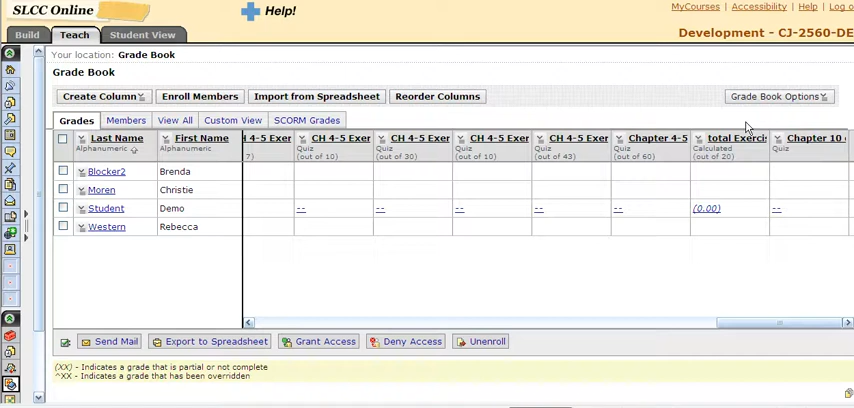 SLCC Online
Help!
MyCourses | Accessibility | Help | Log o
Development - CJ-2560-DE
Build Teach Student View
Your location: Grade Book
Grade Book
Create Column Enroll Members Import from Spreadsheet Reorder Columns Grade Book Options
Grades Members View All Custom View SCORM Grades
Last Name First Name H 4-5 Exer CH 4-5 Exer CH 4-5 Exer CH 4-5 Exer CH 4-5 Exer Chapter 4-5 total Exercis Chapter 10
Alphanumeric Alphanumeric Quiz Quiz Quiz Quiz Quiz Calculated Quiz
7) (out of 10) (out of 30) (out of 10) (out of 43) (out of 60) (out of 20)
Blocker2 Brenda
Moren Christie
Student Demo -- -- -- -- -- (0.00) --
Western Rebecca
Send Mail Export to Spreadsheet Grant Access Deny Access Unenroll
(XX) - Indicates a grade that is partial or not complete
^XX - Indicates a grade that has been overridden